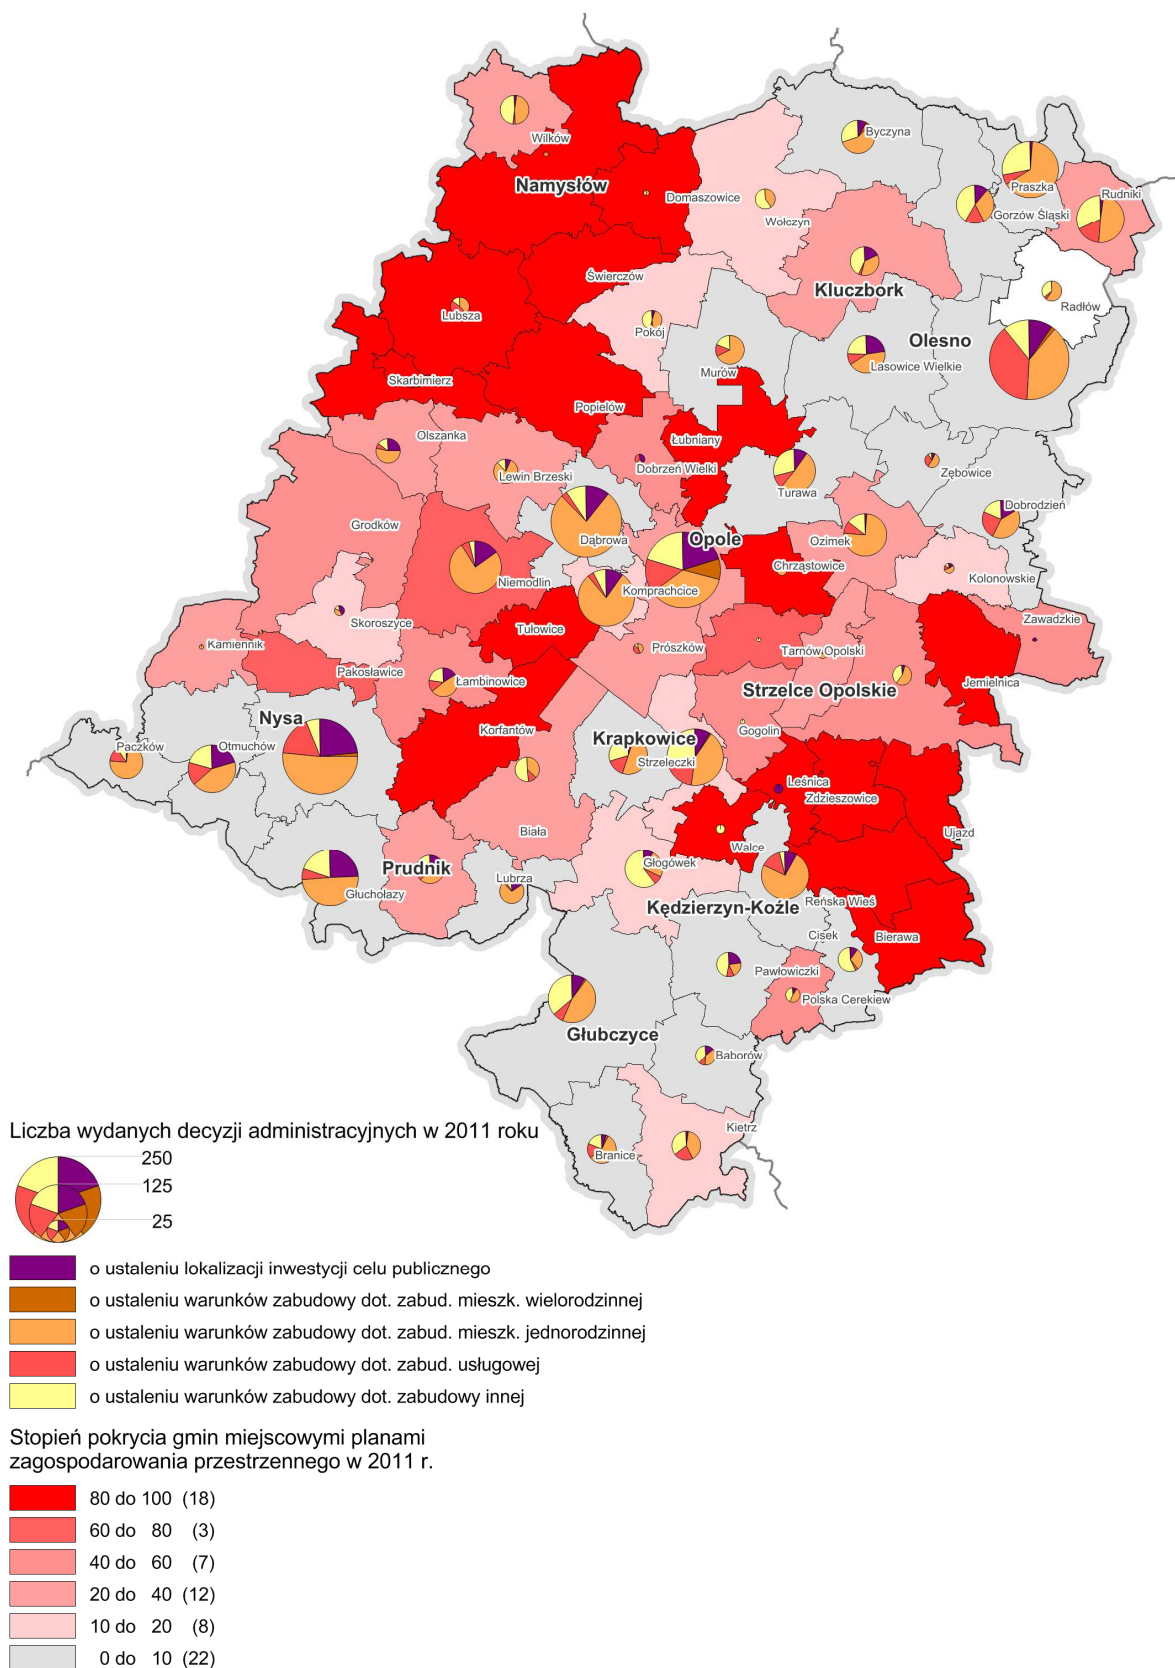 Wilków
Namysłów
Domaszowice
Wołczyn
Byczyna
Praszka
Rudniki
Gorzów Śląski
Świerczów
Kluczbork
Radłów
Lubsza
Pokój
Olesno
Murów
Lasowice Wielkie
Skarbimierz
Popielów
Olszanka
Łubniany
Dobrzeń Wielki
Lewin Brzeski
Turawa
Zębowice
Dobrodzień
Grodków
Dąbrowa
Opole
Ozimek
Niemodlin
Komprachcice
Chrząstowice
Kolonowskie
Skoroszyce
Tułowice
Zawadzkie
Kamiennik
Prószków
Tarnów Opolski
Pakosławice
Łambinowice
Strzelce Opolskie
Jemielnica
Nysa
Korfantów
Gogolin
Paczków
Otmuchów
Krapkowice
Strzeleczki
Leśnica
Zdzieszowice
Biała
Walce
Ujazd
Prudnik
Głogówek
Głuchołazy
Lubrza
Kędzierzyn-Koźle
Reńska Wieś
Cisek
Bierawa
Pawłowiczki
Polska Cerekiew
Głubczyce
Baborów
Kietrz
Branice
Liczba wydanych decyzji administracyjnych w 2011 roku
250
125
25
o ustaleniu lokalizacji inwestycji celu publicznego
o ustaleniu warunków zabudowy dot. zabud. mieszk. wielorodzinnej
o ustaleniu warunków zabudowy dot. zabud. mieszk. jednorodzinnej
o ustaleniu warunków zabudowy dot. zabud. usługowej
o ustaleniu warunków zabudowy dot. zabudowy innej
Stopień pokrycia gmin miejscowymi planami
zagospodarowania przestrzennego w 2011 r.
80 do 100 (18)
60 do 80 (3)
40 do 60 (7)
20 do 40 (12)
10 do 20 (8)
0 do 10 (22)